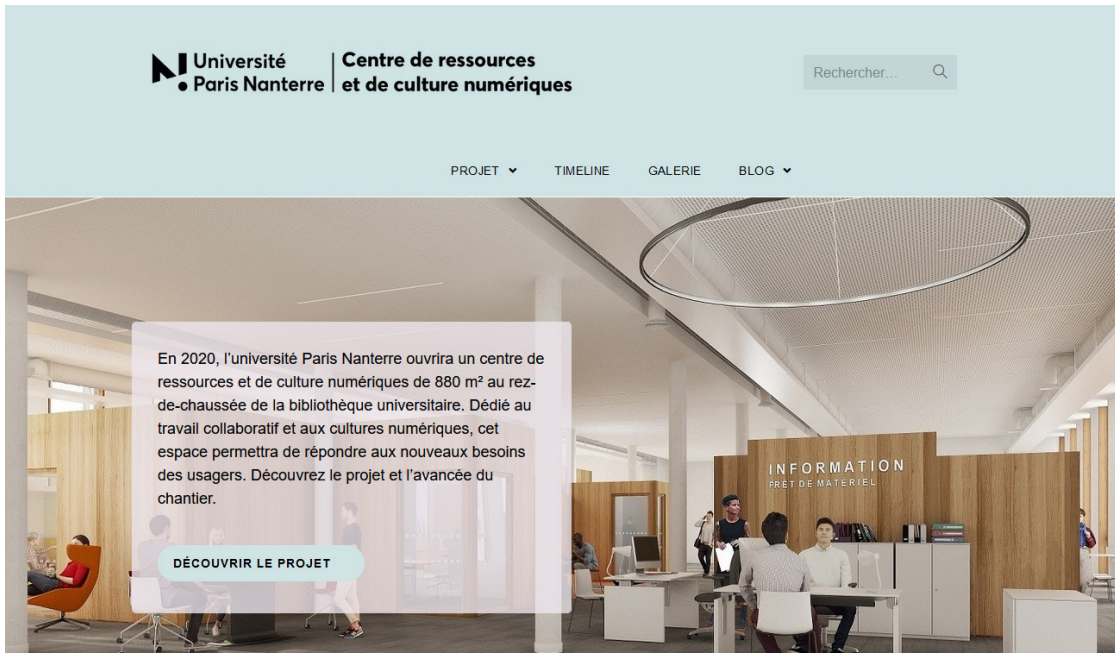 Université
Paris Nanterre
Centre de ressources
et de culture numériques
Rechercher...
PROJET
TIMELINE
GALERIE
BLOG
En 2020, l'université Paris Nanterre ouvrira un centre de
ressources et de culture numériques de 880 m² au rez-
de-chaussée de la bibliothèque universitaire. Dédié au
travail collaboratif et aux cultures numériques, cet
espace permettra de répondre aux nouveaux besoins
des usagers. Découvrez le projet et l'avancée du
chantier.
DÉCOUVRIR LE PROJET
INFORMATION
PRÊT DE MATERIEL